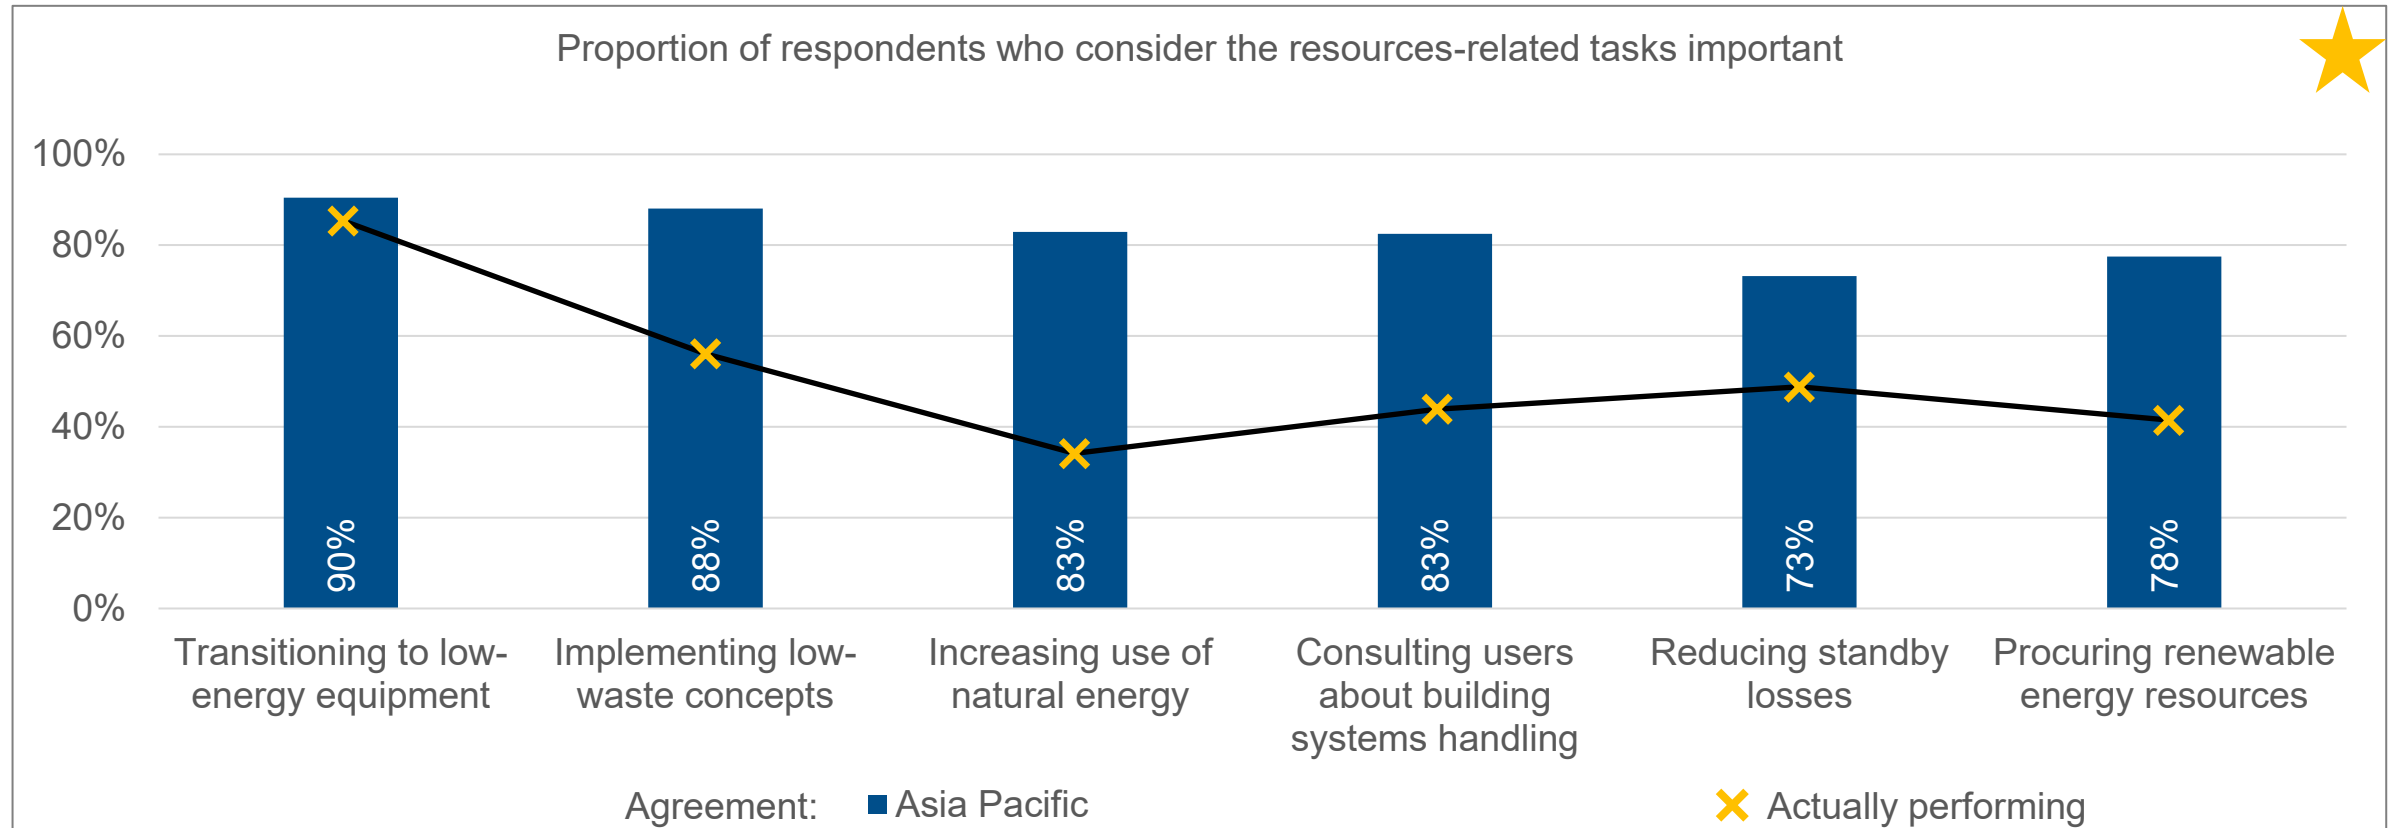 Proportion of respondents who consider the resources-related tasks important
100%
80%
60%
40%
20%
0%
90%
88%
83%
83%
73%
78%
Transitioning to low-
energy equipment
Implementing low-
waste concepts
Increasing use of
natural energy
Consulting users
about building
systems handling
Reducing standby
losses
Procuring renewable
energy resources
Agreement:
Asia Pacific
Actually performing